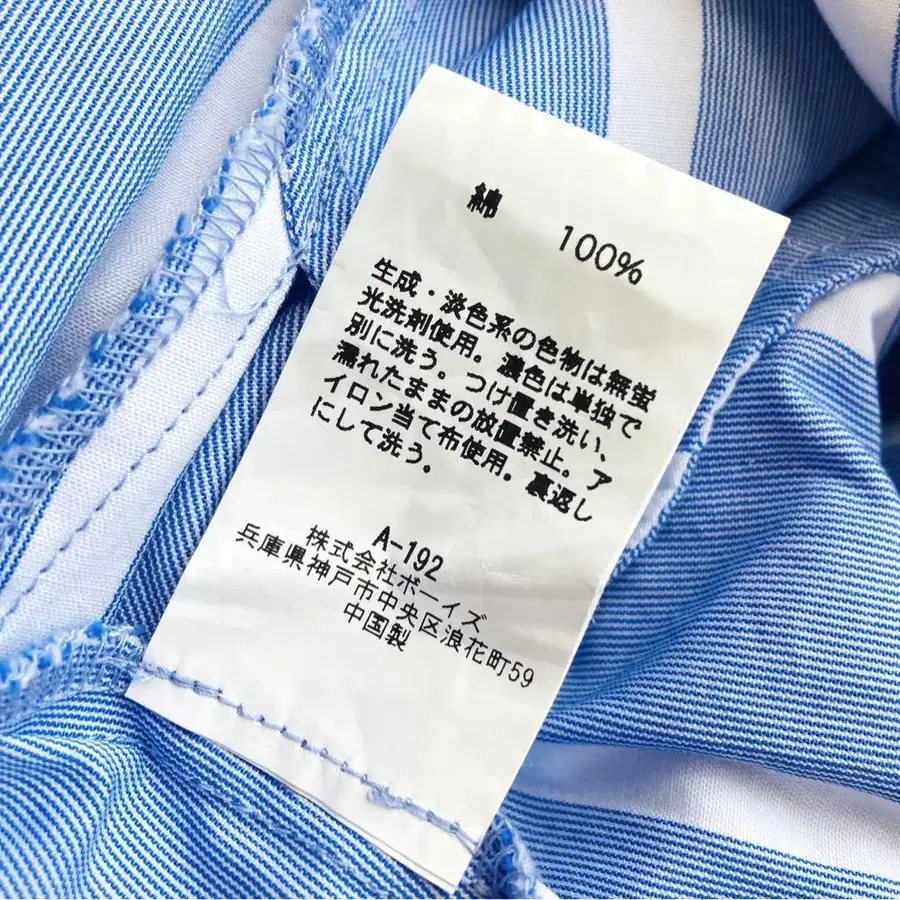 綿 100%
生成・淡色系の色物は無蛍
光洗剤使用。濃色は単独で
別に洗う。つけ置き洗い、
濡れたままの放置禁止。ア
イロン当て布使用。裏返し
にして洗う。
A-192
株式会社ボーイズ
兵庫県神戸市中央区浪花町59
中国製